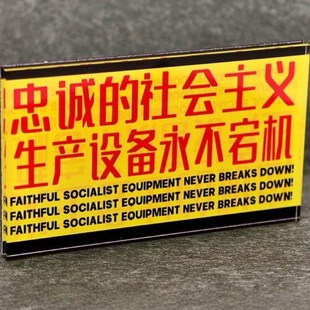 忠诚的社会主义
生产设备永不宕机
FAITHFUL SOCIALIST EQUIPMENT NEVER BREAKS DOWN!
FAITHFUL SOCIALIST EQUIPMENT NEVER BREAKS DOWN!
FAITHFUL SOCIALIST EQUIPMENT NEVER BREAKS DOWN!